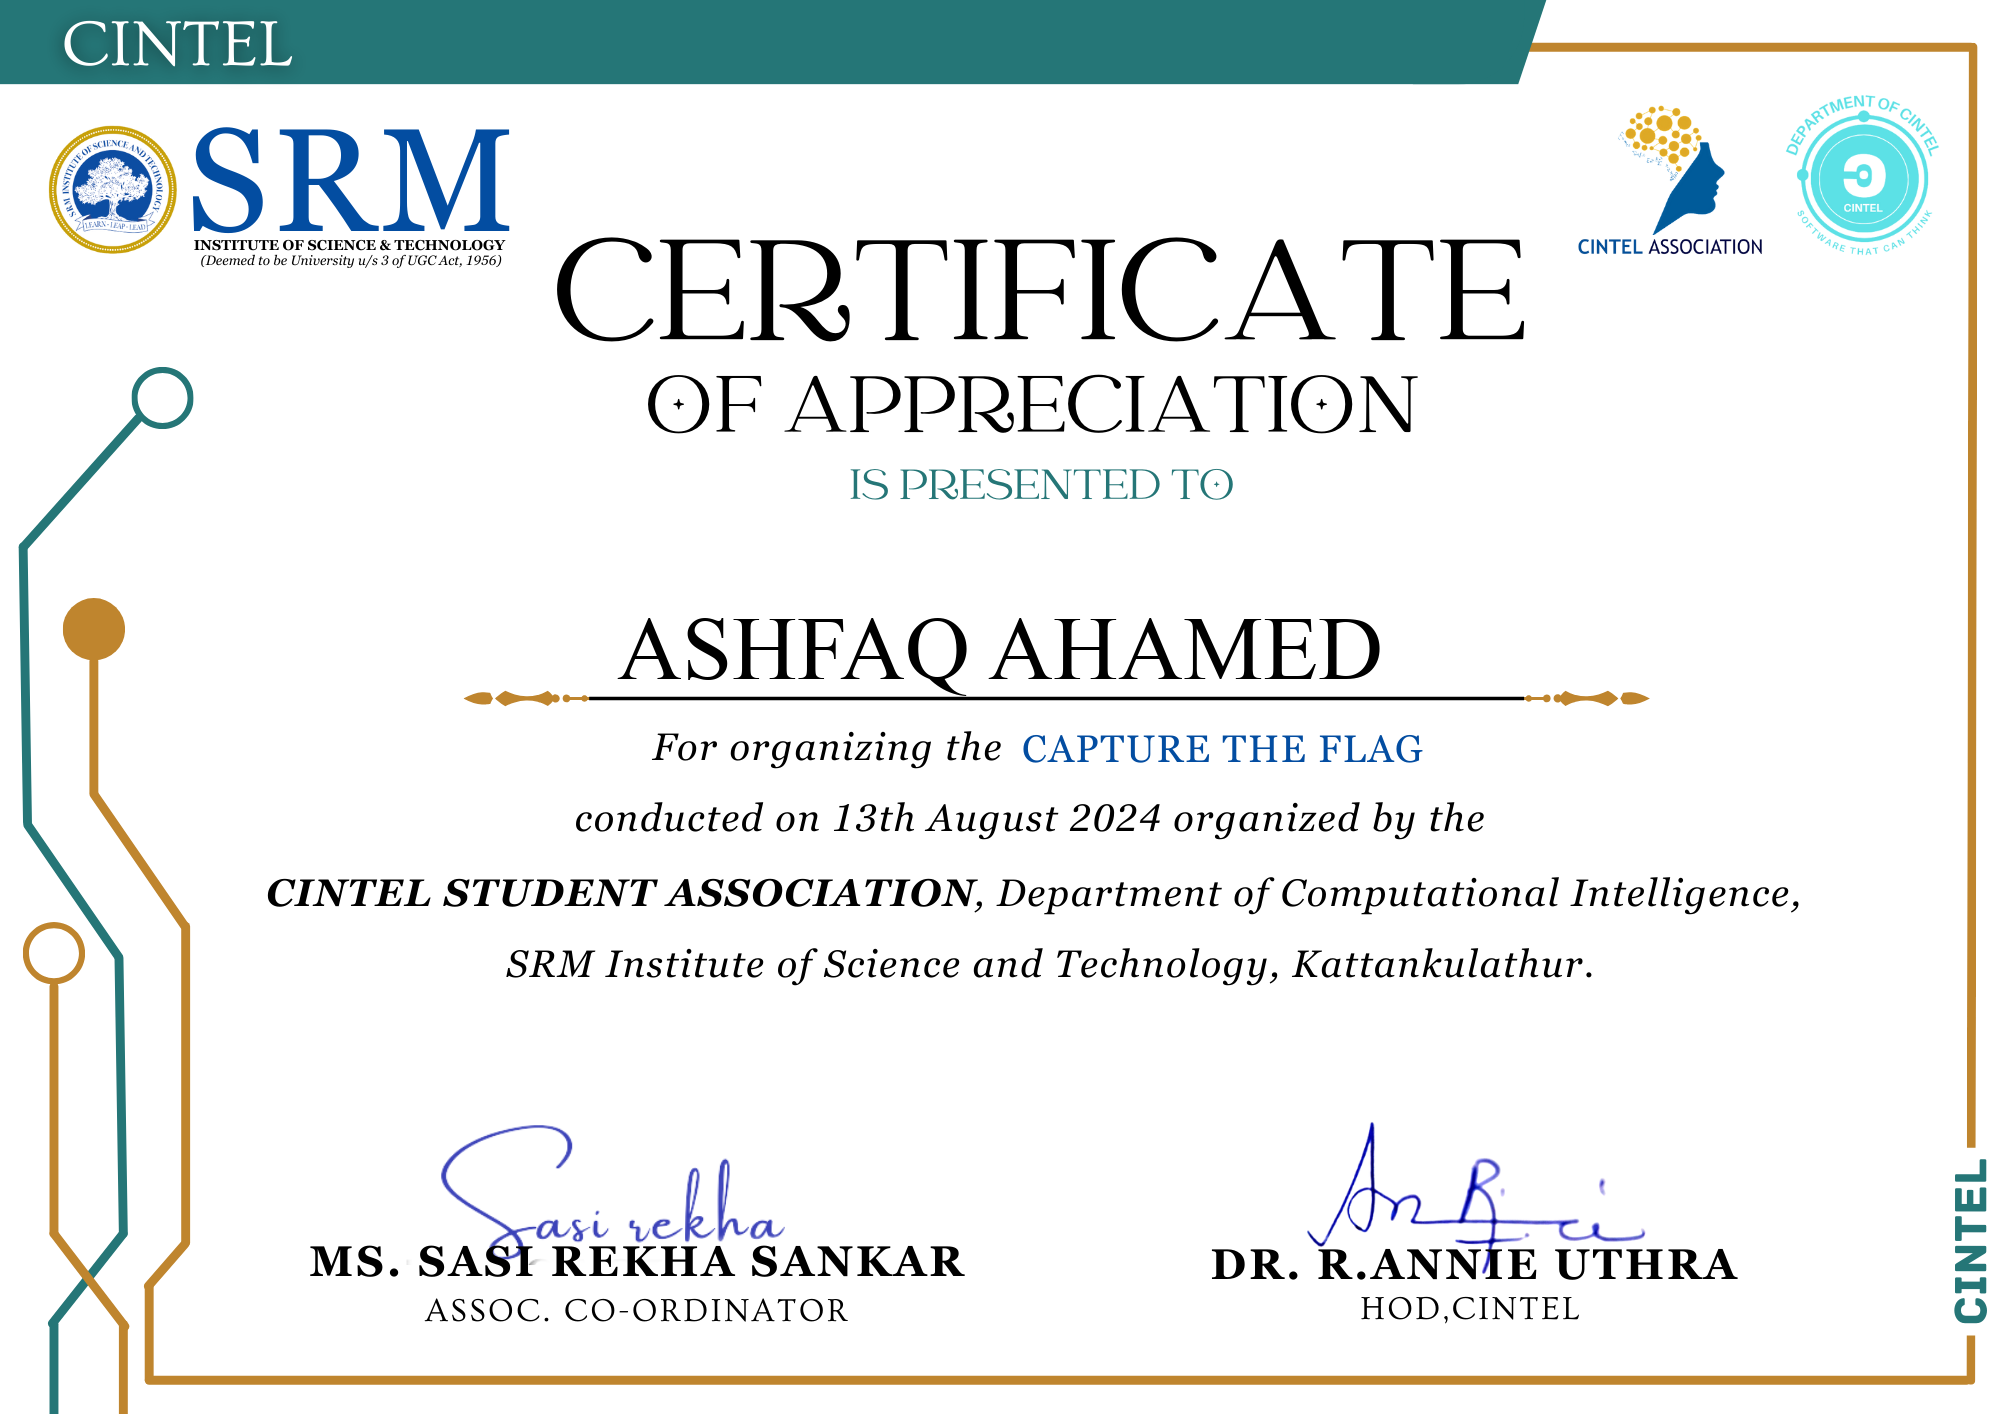 CINTEL
SRM INSTITUTE OF SCIENCE AND TECHNOLOGY
LEARN - LEAP - LEAD
SRM
INSTITUTE OF SCIENCE & TECHNOLOGY
(Deemed to be University u/s 3 of UGC Act, 1956)
CINTEL ASSOCIATION
DEPARTMENT OF CINTEL
CINTEL
SOFTWARE THAT CAN THINK
CERTIFICATE
OF APPRECIATION
IS PRESENTED TO
ASHFAQ AHAMED
For organizing the CAPTURE THE FLAG
conducted on 13th August 2024 organized by the
CINTEL STUDENT ASSOCIATION, Department of Computational Intelligence,
SRM Institute of Science and Technology, Kattankulathur.
Sasi rekha
MS. SASI REKHA SANKAR
ASSOC. CO-ORDINATOR
DR. R.ANNIE UTHRA
HOD,CINTEL
CINTEL